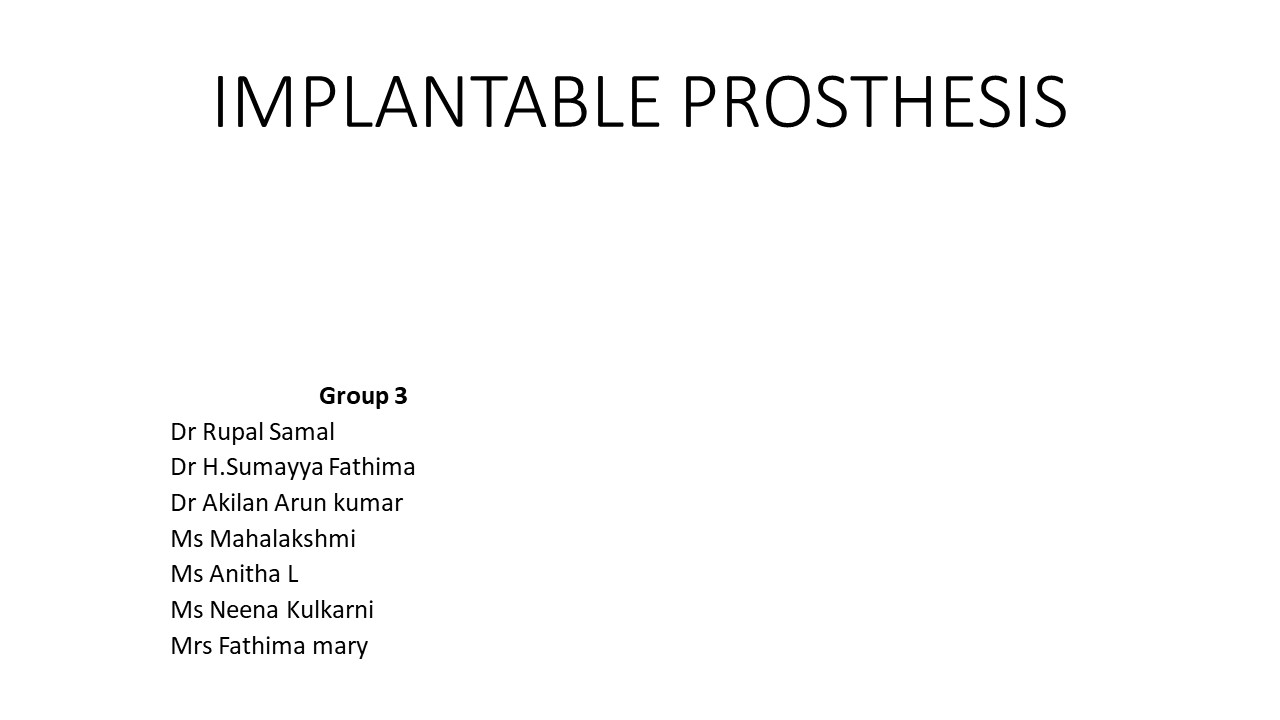 IMPLANTABLE PROSTHESIS
Group 3
Dr Rupal Samal
Dr H.Sumayya Fathima
Dr Akilan Arun kumar
Ms Mahalakshmi
Ms Anitha L
Ms Neena Kulkarni
Mrs Fathima mary